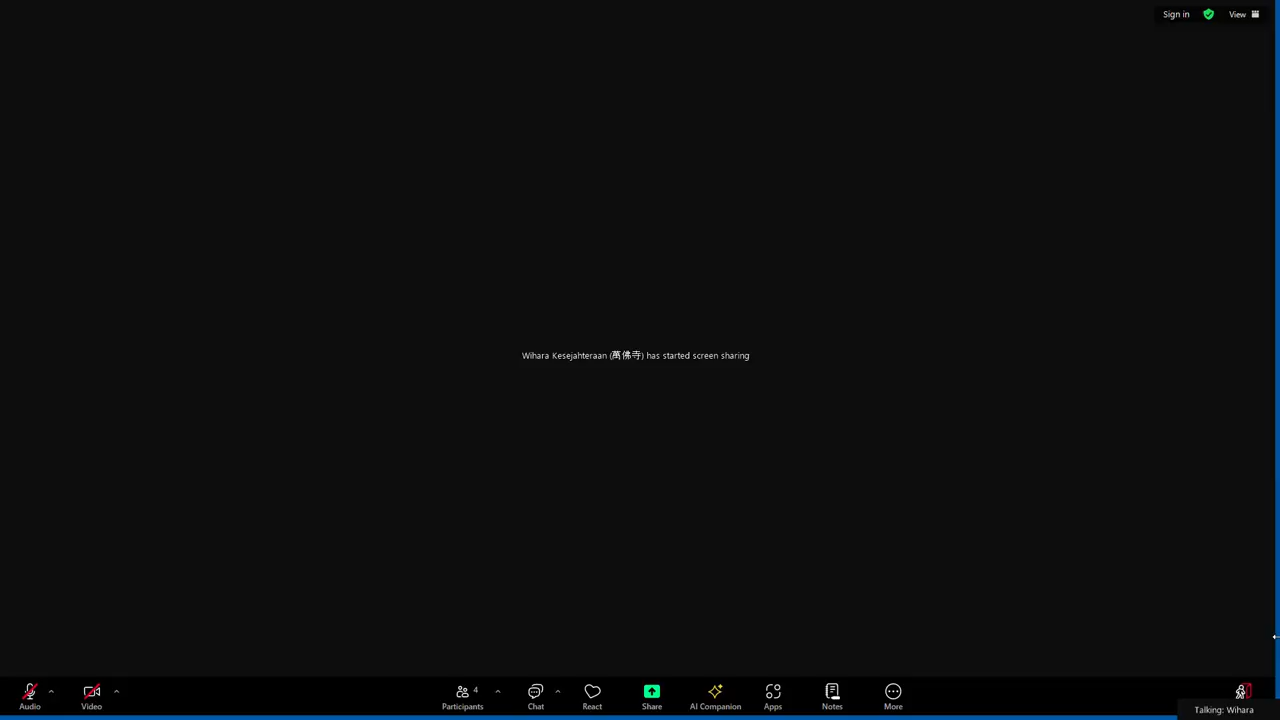 Sign in
View
Wihara Kesejahteraan (萬佛寺) has started screen sharing
4
Audio
Video
Participants
Chat
React
Share
AI Companion
Apps
Notes
More
Talking: Wihara